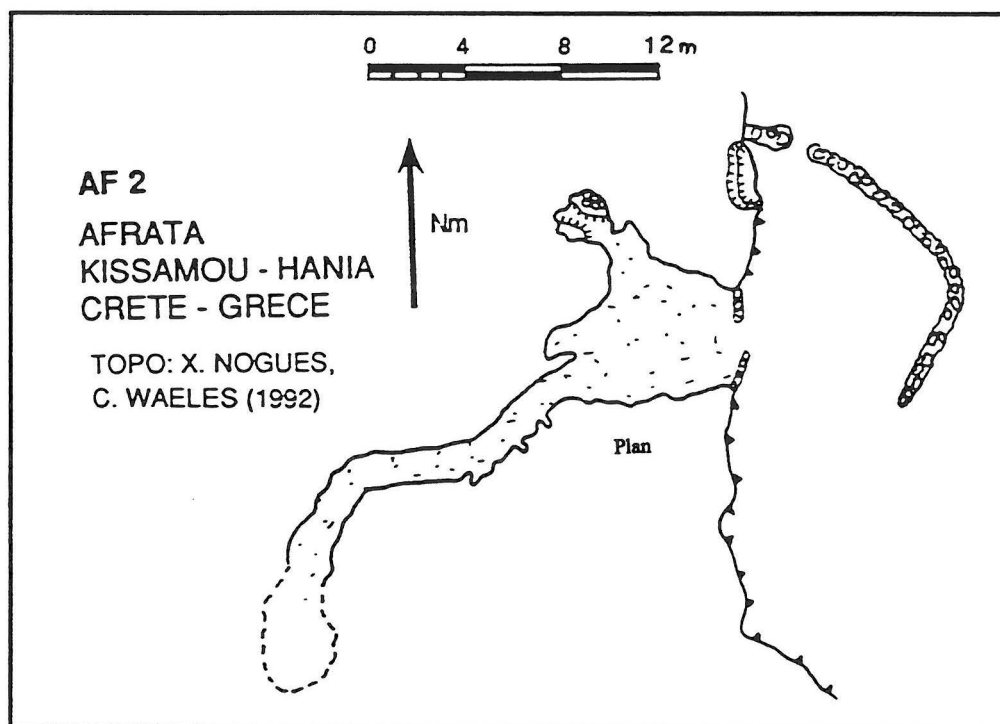 0 4 8 12 m
AF 2
Nm
AFRATA
KISSAMOU - HANIA
CRETE - GRECE
TOPO: X. NOGUES,
C. WAELES (1992)
Plan